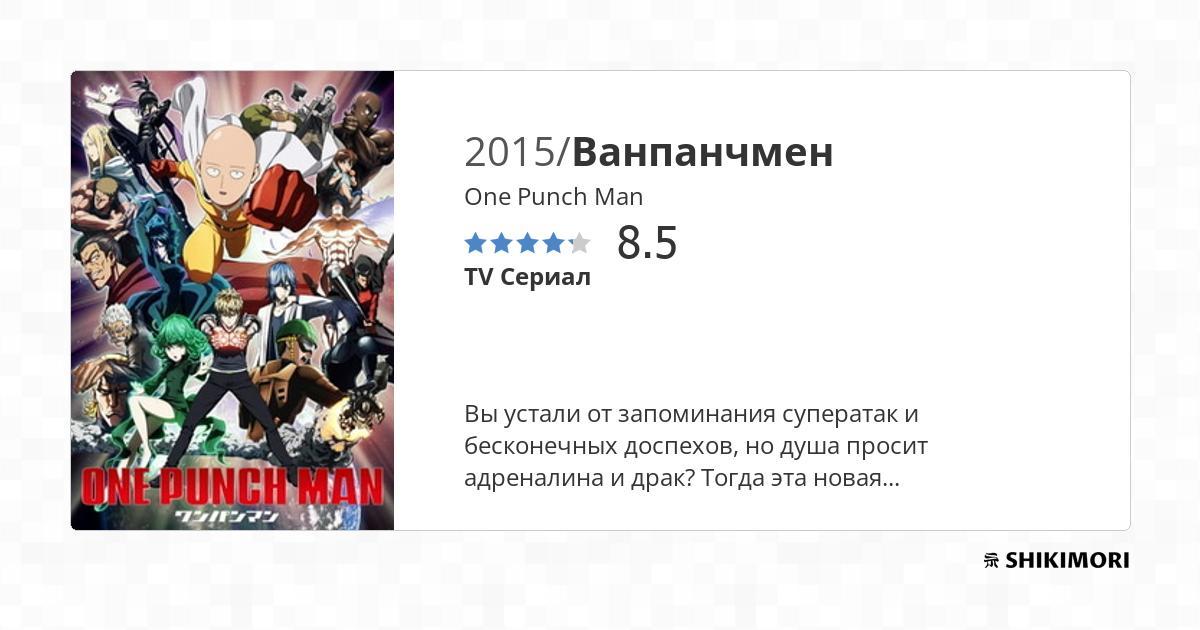 2015/Ванпанчмен
One Punch Man
8.5
TV Сериал
Вы устали от запоминания суператак и
бесконечных доспехов, но душа просит
адреналина и драк? Тогда эта новая...
ONE PUNCH MAN
ワンパンマン
SHIKIMORI